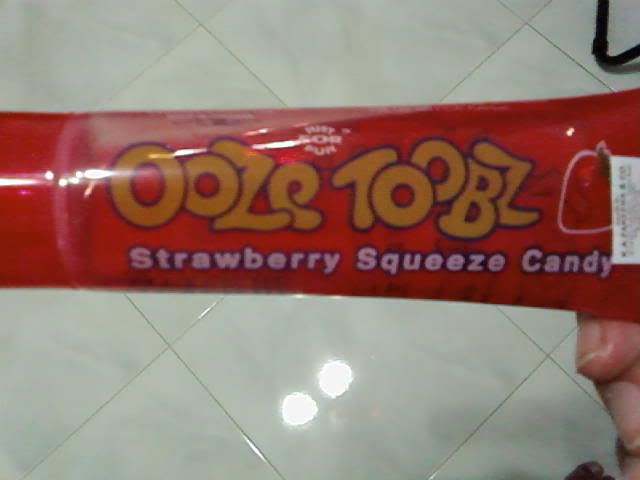 JUST
FOR
FUN
OOZE TOOBZ
Strawberry Squeeze Candy